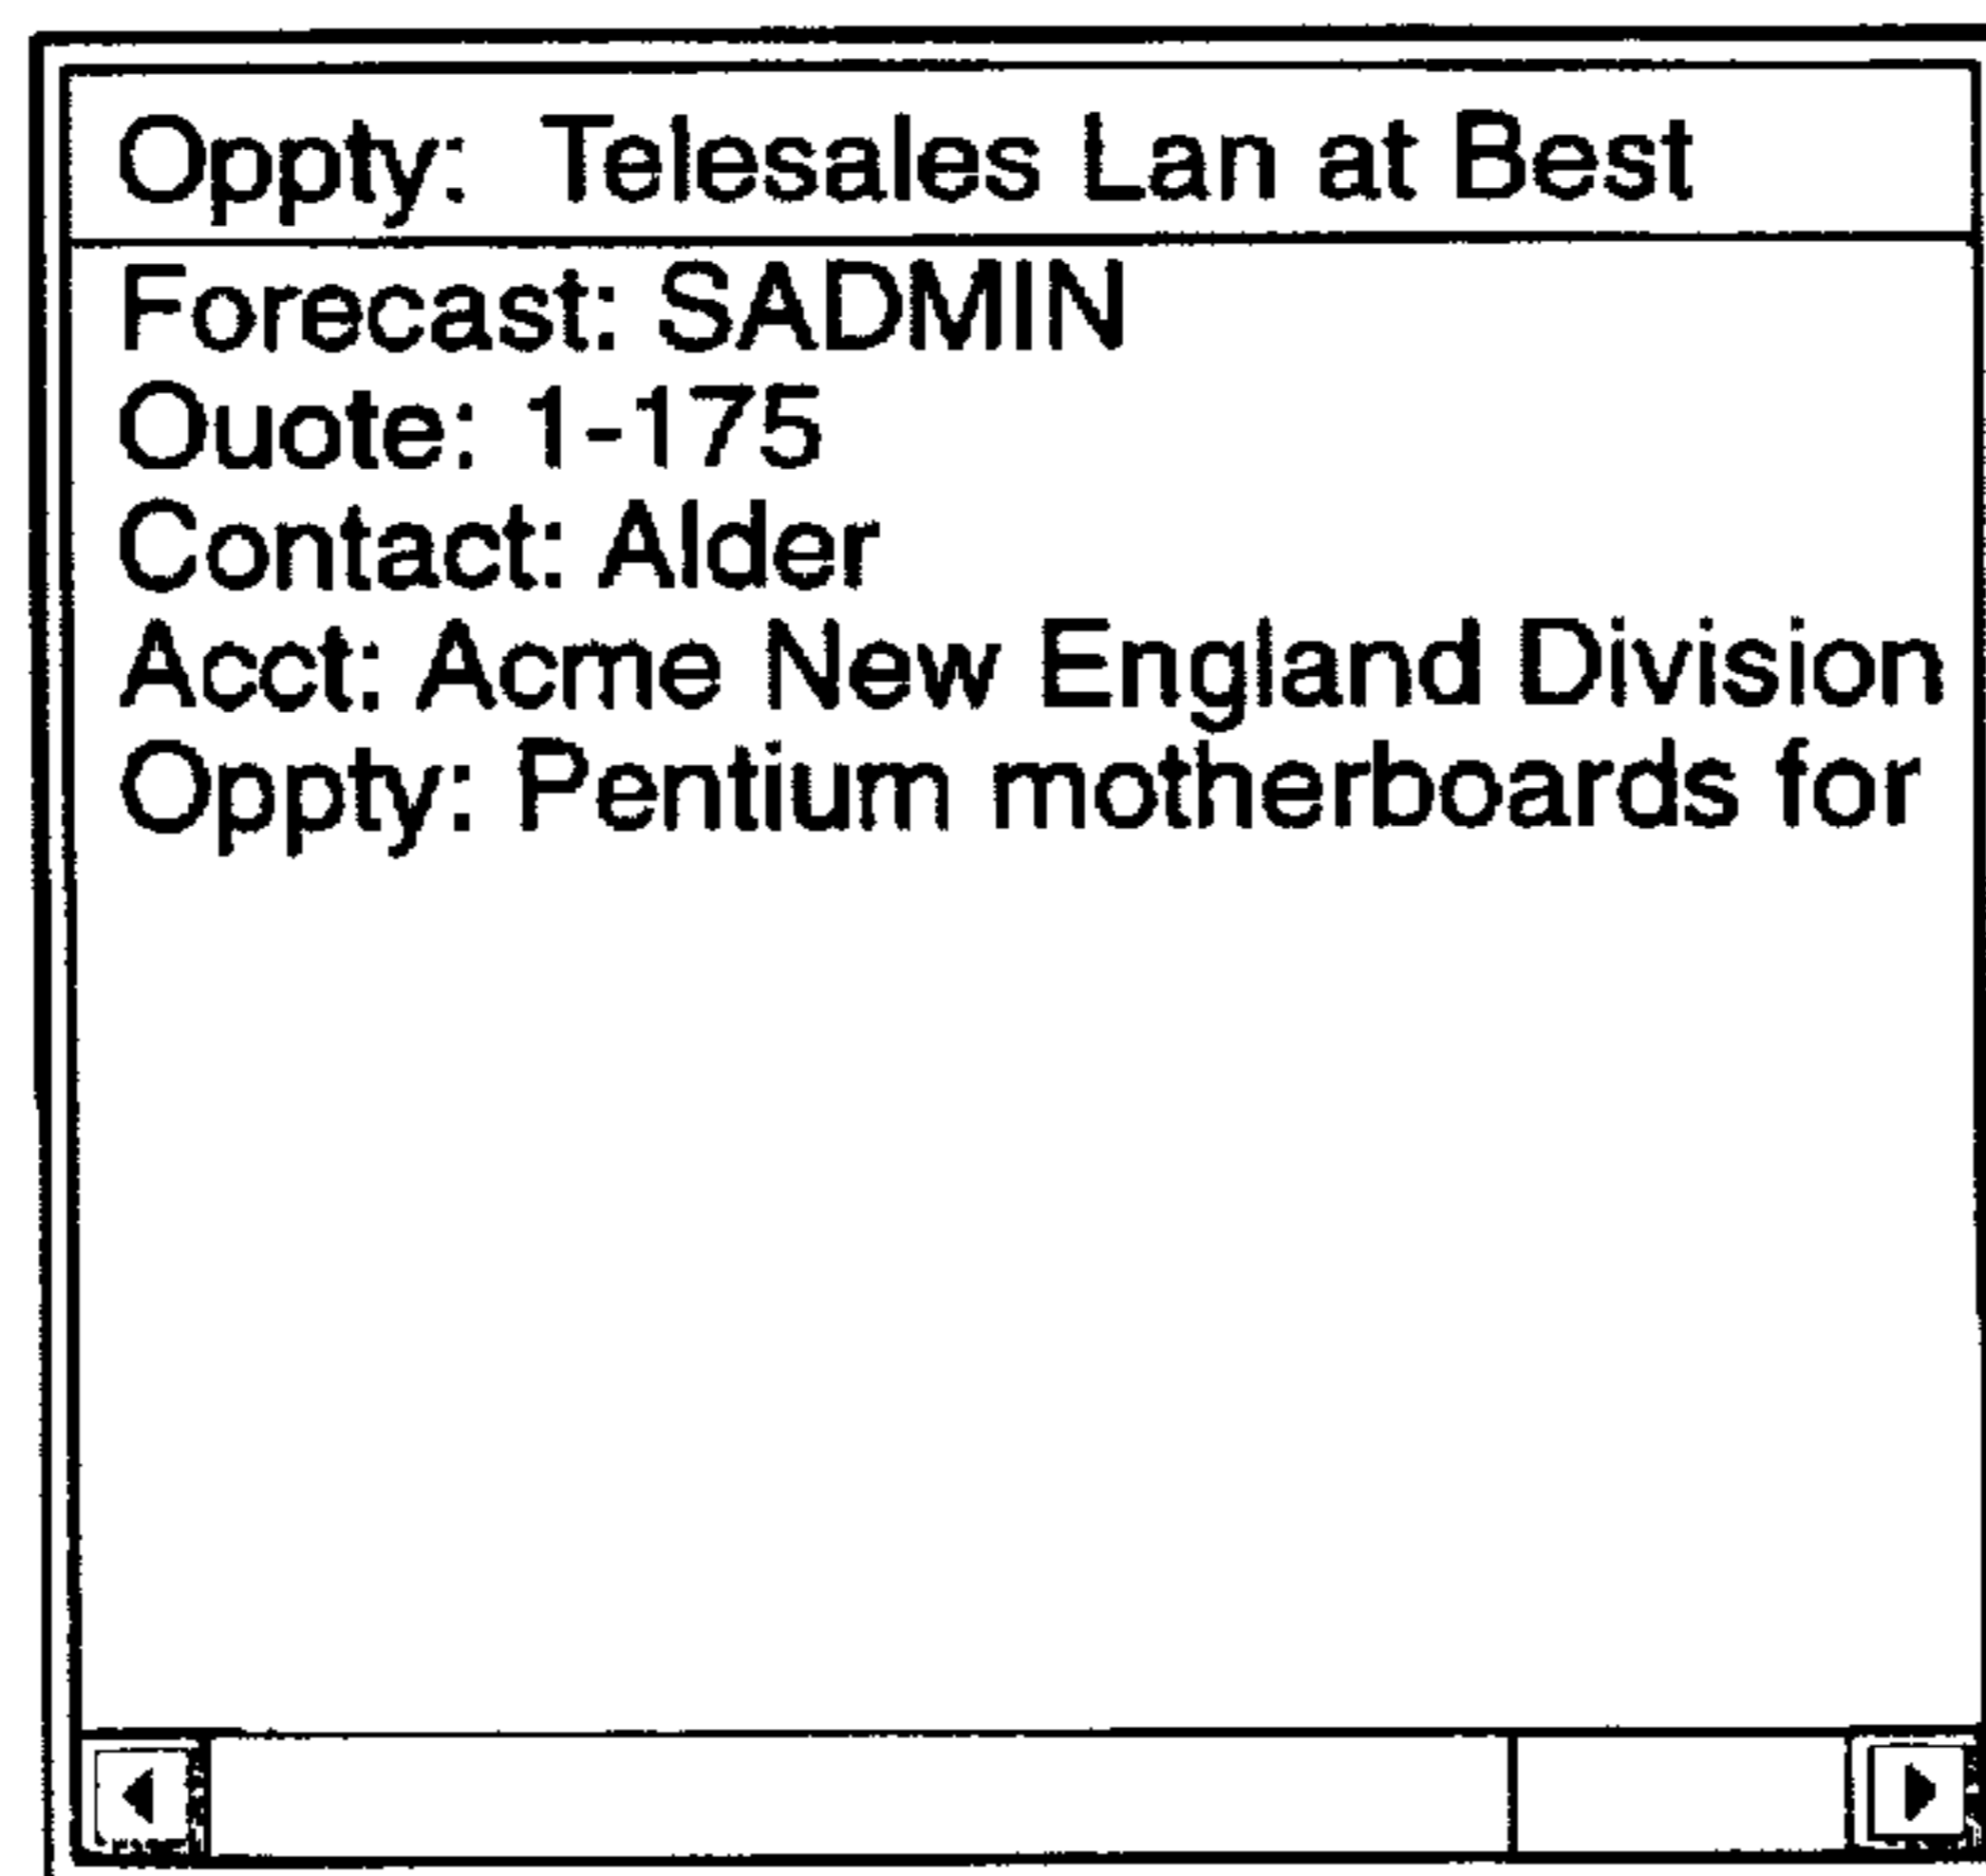 Oppty: Telesales Lan at Best
Forecast: SADMIN
Ouote: 1-175
Contact: Alder
Acct: Acme New England Division
Oppty: Pentium motherboards for